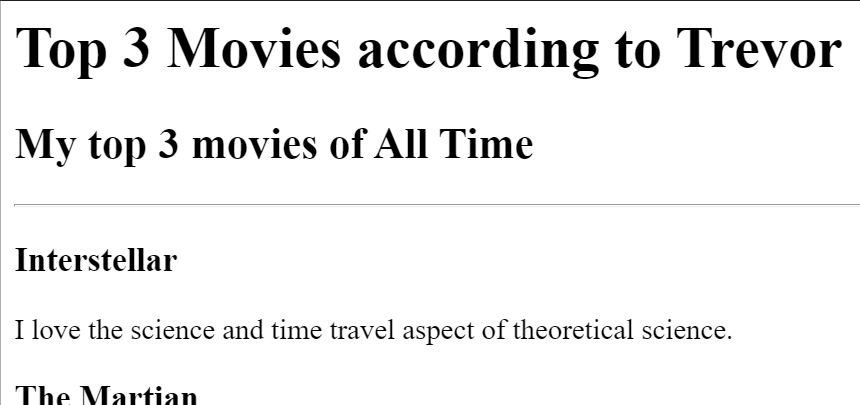 Top 3 Movies according to Trevor
My top 3 movies of All Time
Interstellar
I love the science and time travel aspect of theoretical science.
The Martian